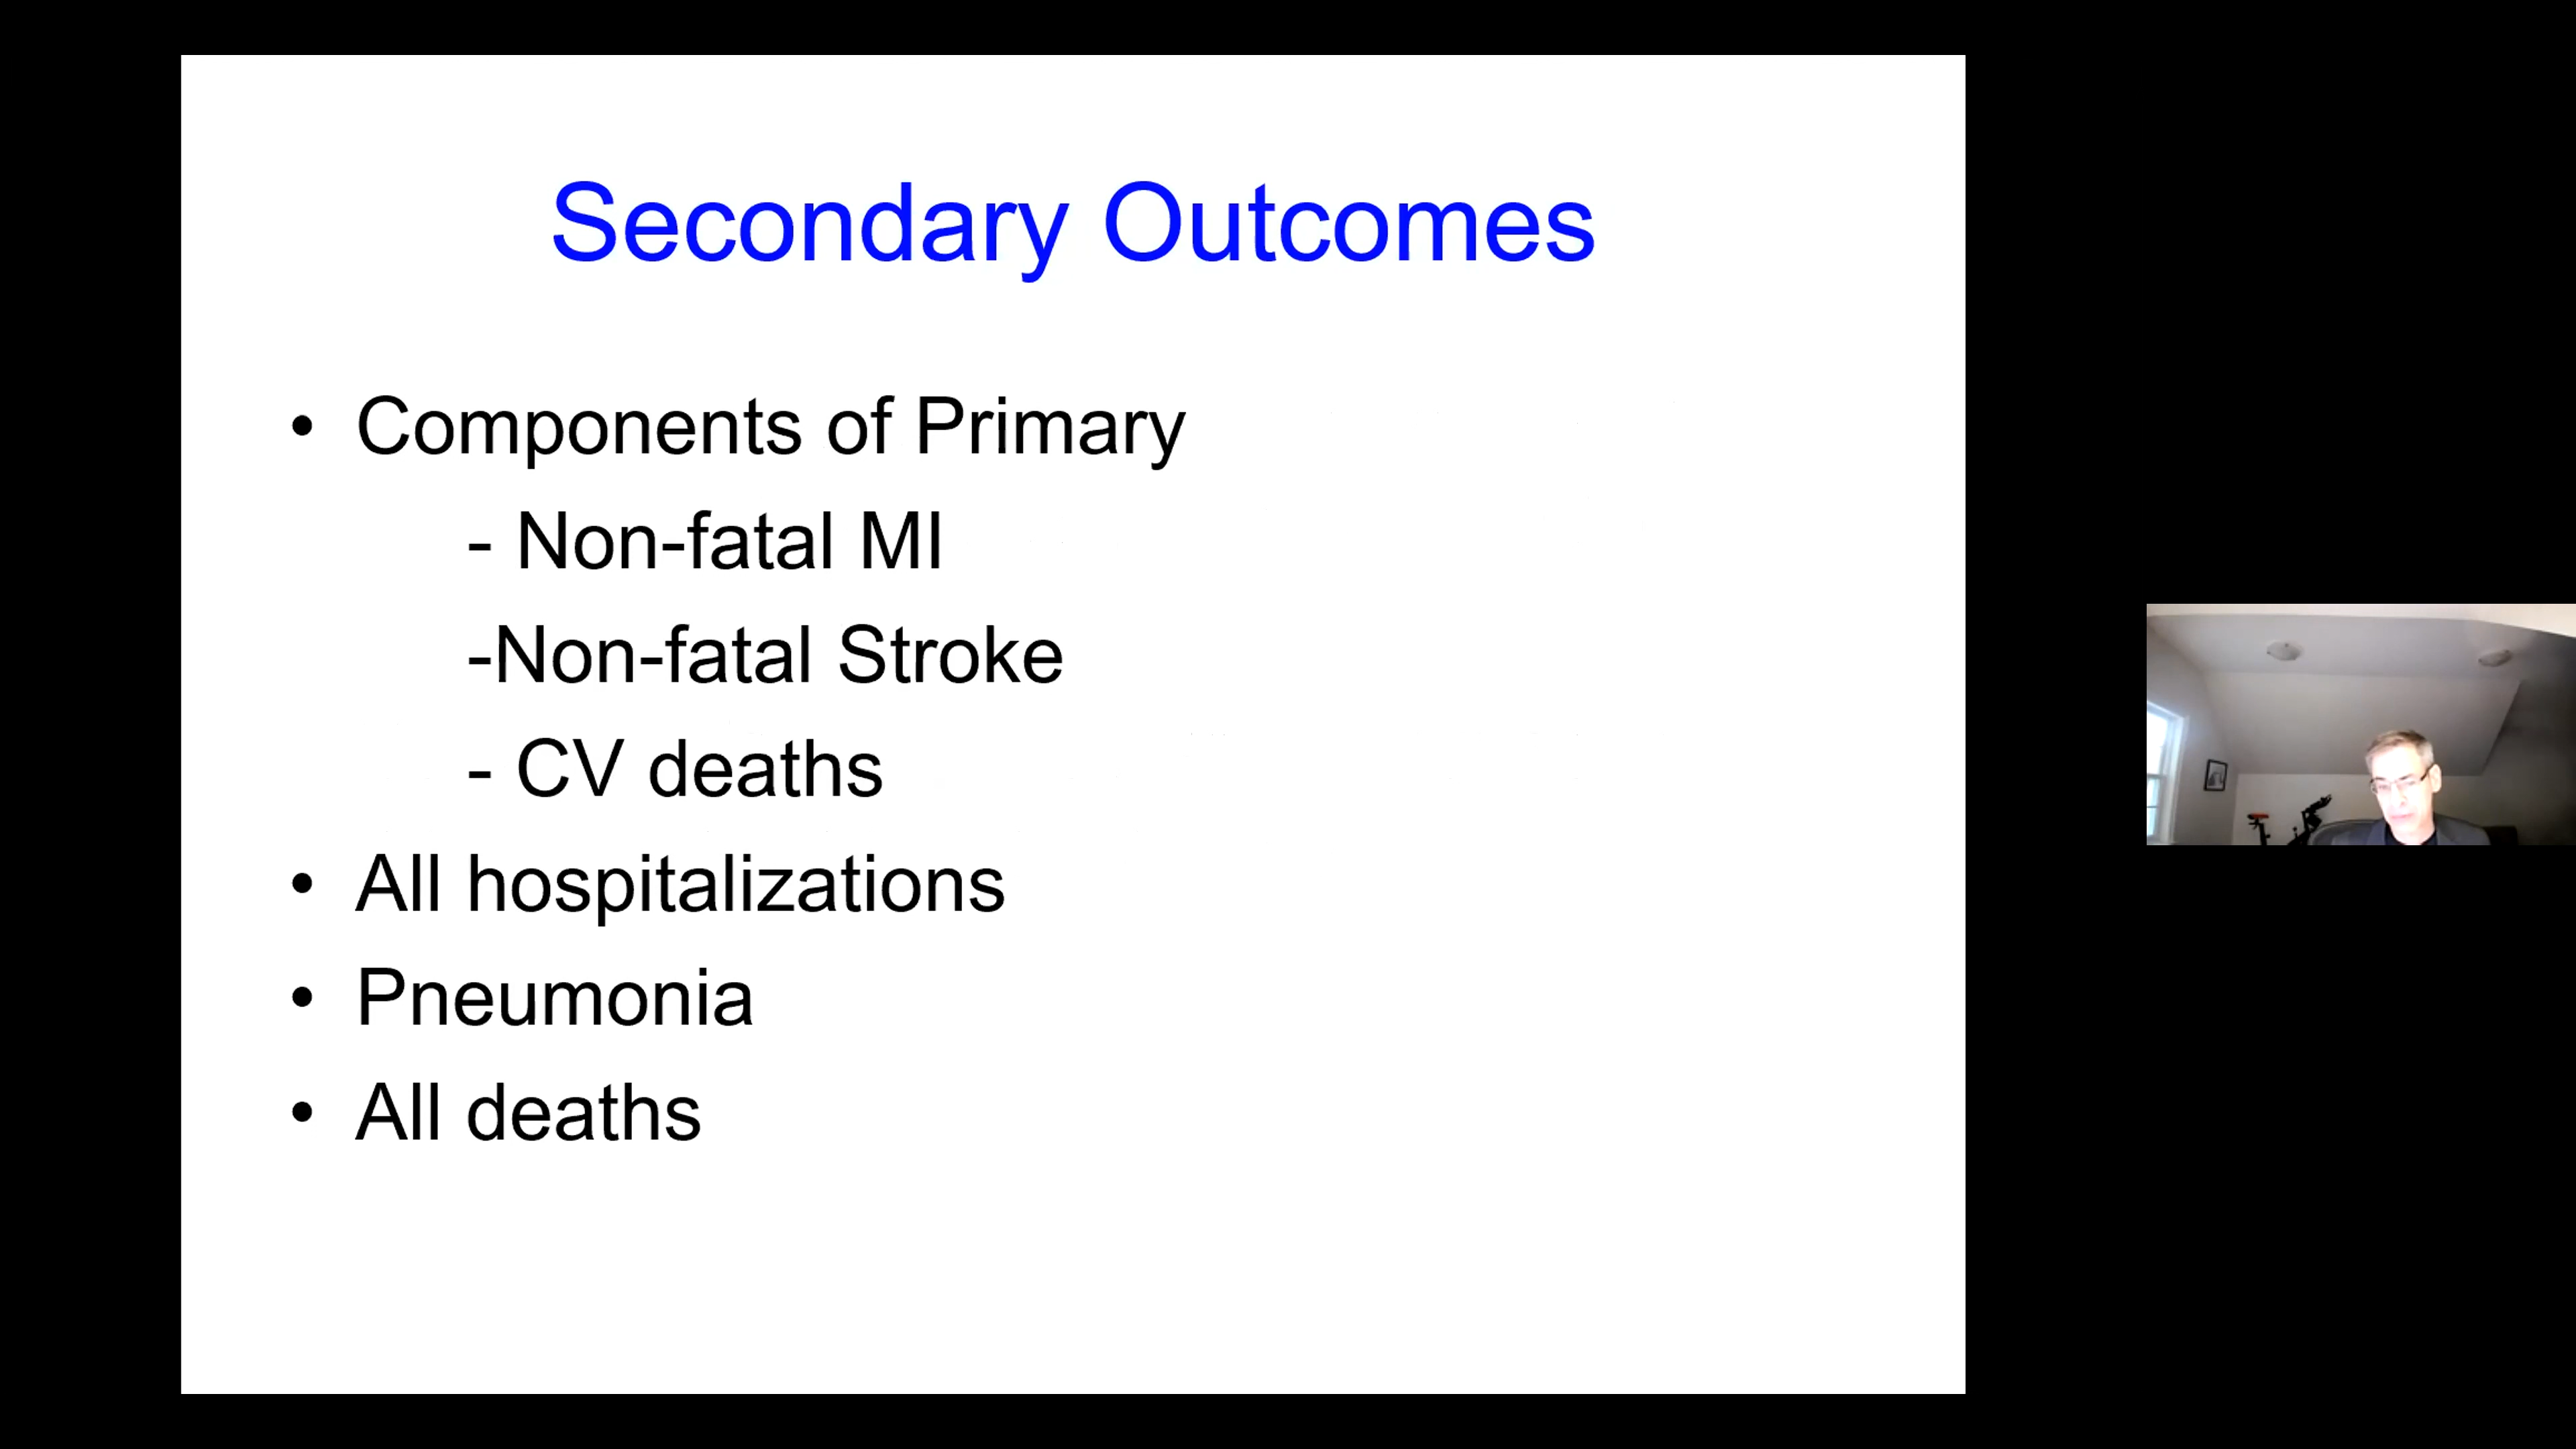 Secondary Outcomes
• Components of Primary
- Non-fatal MI
-Non-fatal Stroke
- CV deaths
• All hospitalizations
• Pneumonia
• All deaths